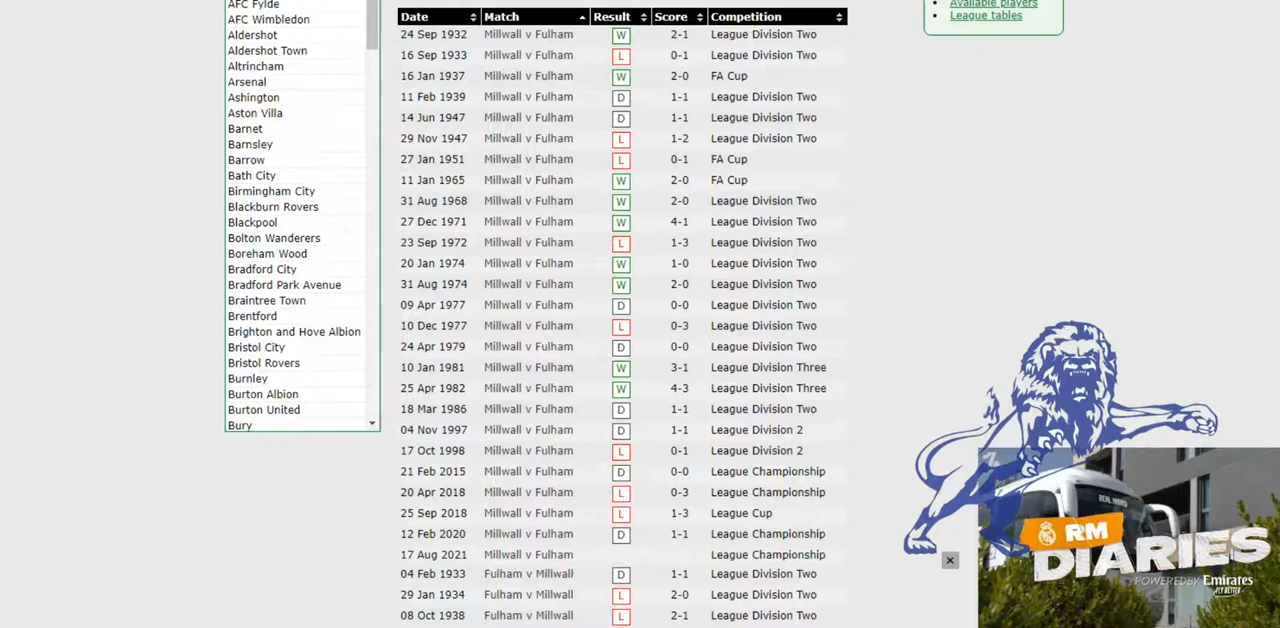 AFC Fylde
AFC Wimbledon
Aldershot
Aldershot Town
Altrincham
Arsenal
Ashington
Aston Villa
Barnet
Barnsley
Barrow
Bath City
Birmingham City
Blackburn Rovers
Blackpool
Bolton Wanderers
Boreham Wood
Bradford City
Bradford Park Avenue
Braintree Town
Brentford
Brighton and Hove Albion
Bristol City
Bristol Rovers
Burnley
Burton Albion
Burton United
Bury
Date Match Result Score Competition
24 Sep 1932 Millwall v Fulham W 2-1 League Division Two
16 Sep 1933 Millwall v Fulham L 0-1 League Division Two
16 Jan 1937 Millwall v Fulham W 2-0 FA Cup
11 Feb 1939 Millwall v Fulham D 1-1 League Division Two
14 Jun 1947 Millwall v Fulham D 1-1 League Division Two
29 Nov 1947 Millwall v Fulham L 1-2 League Division Two
27 Jan 1951 Millwall v Fulham L 0-1 FA Cup
11 Jan 1965 Millwall v Fulham W 2-0 FA Cup
31 Aug 1968 Millwall v Fulham W 2-0 League Division Two
27 Dec 1971 Millwall v Fulham W 4-1 League Division Two
23 Sep 1972 Millwall v Fulham L 1-3 League Division Two
20 Jan 1974 Millwall v Fulham W 1-0 League Division Two
31 Aug 1974 Millwall v Fulham W 2-0 League Division Two
09 Apr 1977 Millwall v Fulham D 0-0 League Division Two
10 Dec 1977 Millwall v Fulham L 0-3 League Division Two
24 Apr 1979 Millwall v Fulham D 0-0 League Division Two
10 Jan 1981 Millwall v Fulham W 3-1 League Division Three
25 Apr 1982 Millwall v Fulham W 4-3 League Division Three
18 Mar 1986 Millwall v Fulham D 1-1 League Division Two
04 Nov 1997 Millwall v Fulham D 1-1 League Division 2
17 Oct 1998 Millwall v Fulham L 0-1 League Division 2
21 Feb 2015 Millwall v Fulham D 0-0 League Championship
20 Apr 2018 Millwall v Fulham L 0-3 League Championship
25 Sep 2018 Millwall v Fulham L 1-3 League Cup
12 Feb 2020 Millwall v Fulham D 1-1 League Championship
17 Aug 2021 Millwall v Fulham League Championship
04 Feb 1933 Fulham v Millwall D 1-1 League Division Two
29 Jan 1934 Fulham v Millwall L 2-0 League Division Two
08 Oct 1938 Fulham v Millwall L 2-1 League Division Two
Available players
League tables
REAL MADRID
RM
DIARIES
POWERED BY Emirates
FLY BETTER